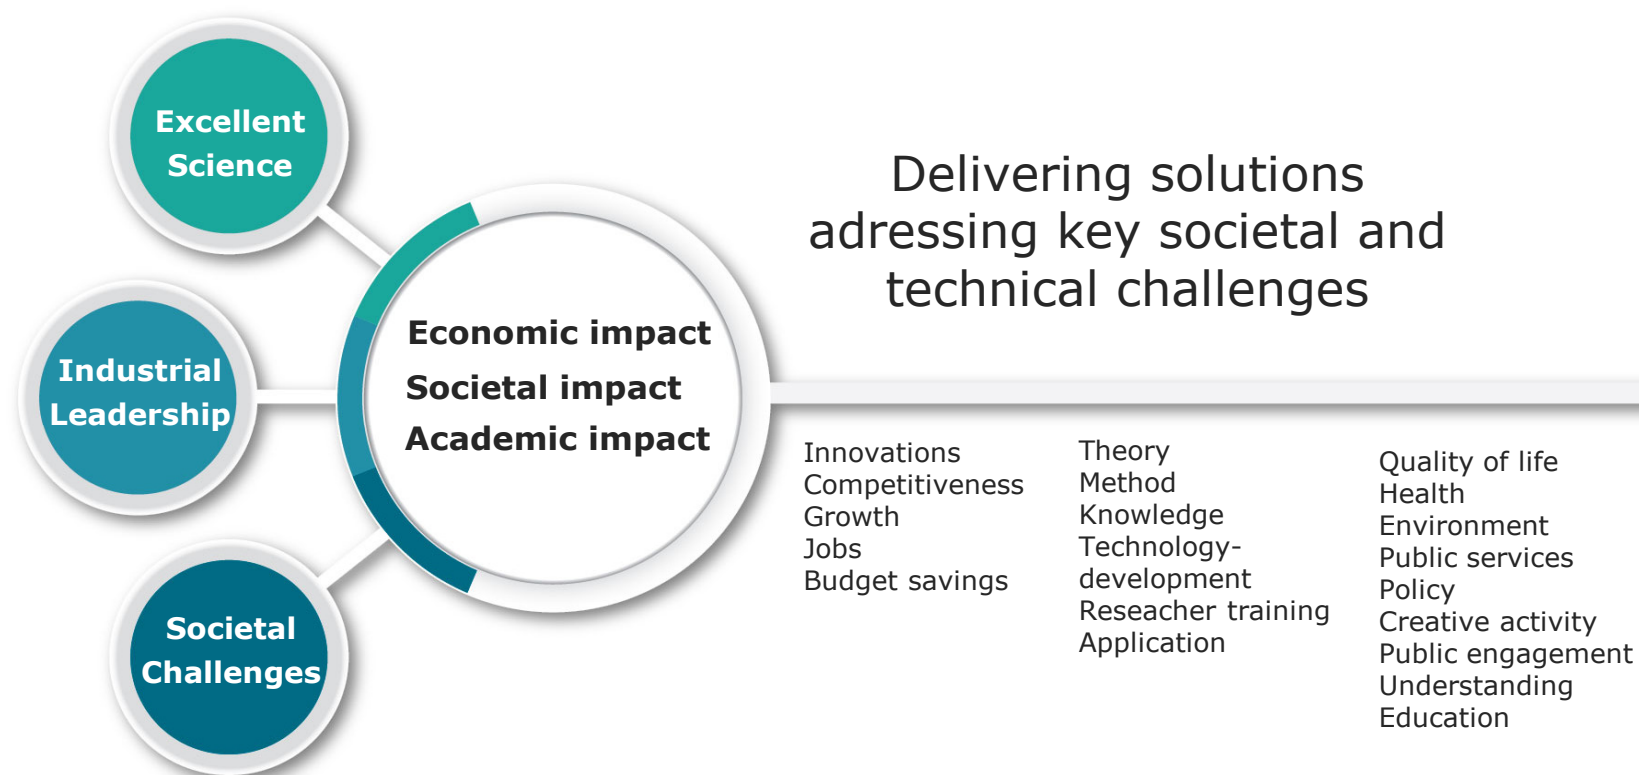 Excellent
Science
Industrial
Leadership
Societal
Challenges
Economic impact
Societal impact
Academic impact
Delivering solutions
adressing key societal and
technical challenges
Innovations
Competitiveness
Growth
Jobs
Budget savings
Theory
Method
Knowledge
Technology-
development
Reseacher training
Application
Quality of life
Health
Environment
Public services
Policy
Creative activity
Public engagement
Understanding
Education